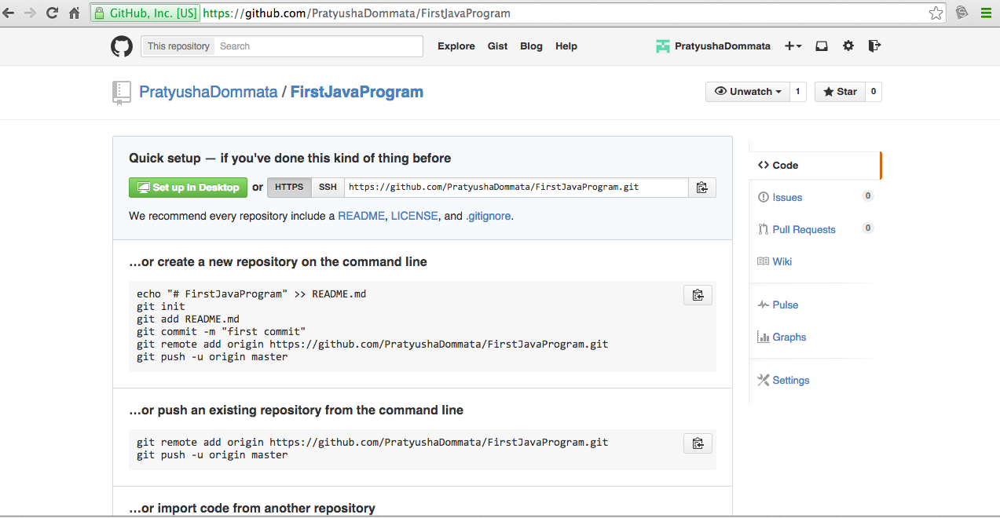 GitHub, Inc. [US] https://github.com/PratyushaDommata/FirstJavaProgram
This repository Search Explore Gist Blog Help PratyushaDommata
PratyushaDommata / FirstJavaProgram Unwatch 1 Star 0
Quick setup — if you've done this kind of thing before
Set up in Desktop or HTTPS SSH https://github.com/PratyushaDommata/FirstJavaProgram.git
We recommend every repository include a README, LICENSE, and .gitignore.
…or create a new repository on the command line
echo "# FirstJavaProgram" >> README.md
git init
git add README.md
git commit -m "first commit"
git remote add origin https://github.com/PratyushaDommata/FirstJavaProgram.git
git push -u origin master
…or push an existing repository from the command line
git remote add origin https://github.com/PratyushaDommata/FirstJavaProgram.git
git push -u origin master
…or import code from another repository
Code
Issues 0
Pull Requests 0
Wiki
Pulse
Graphs
Settings